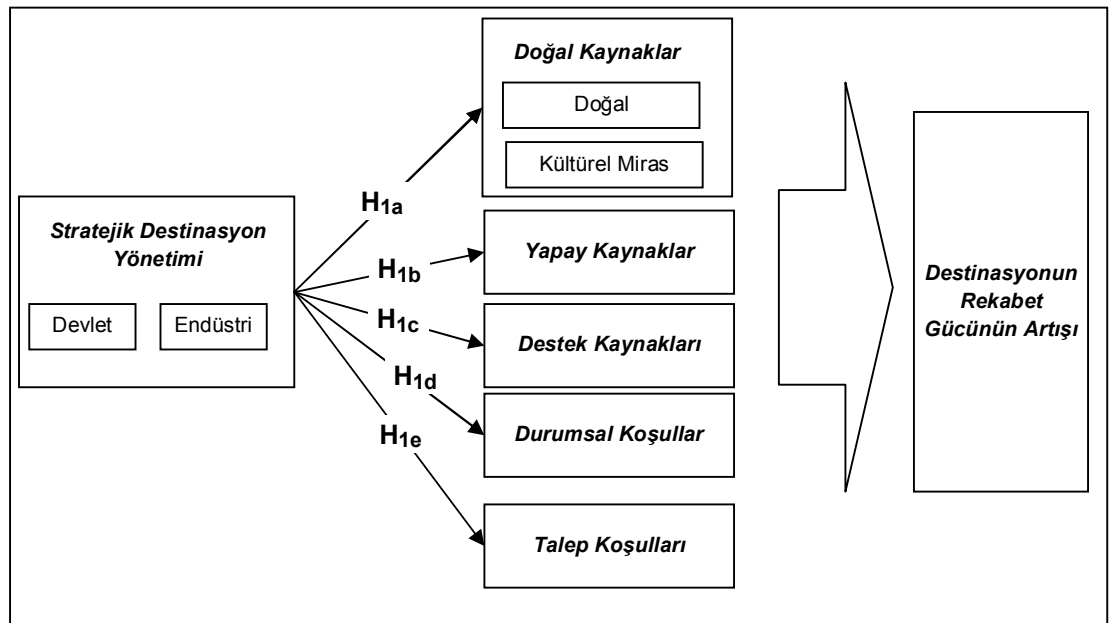 Stratejik Destinasyon
Yönetimi
Devlet
Endüstri
H1a
H1b
H1c
H1d
H1e
Doğal Kaynaklar
Doğal
Kültürel Miras
Yapay Kaynaklar
Destek Kaynakları
Durumsal Koşullar
Talep Koşulları
Destinasyonun
Rekabet
Gücünün Artışı